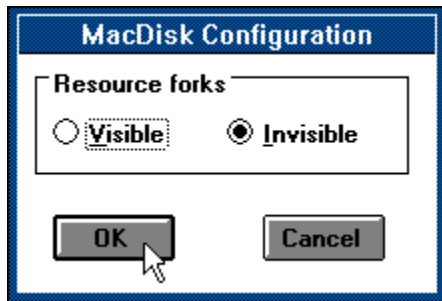 MacDisk Configuration
Resource forks
Visible Invisible
OK Cancel